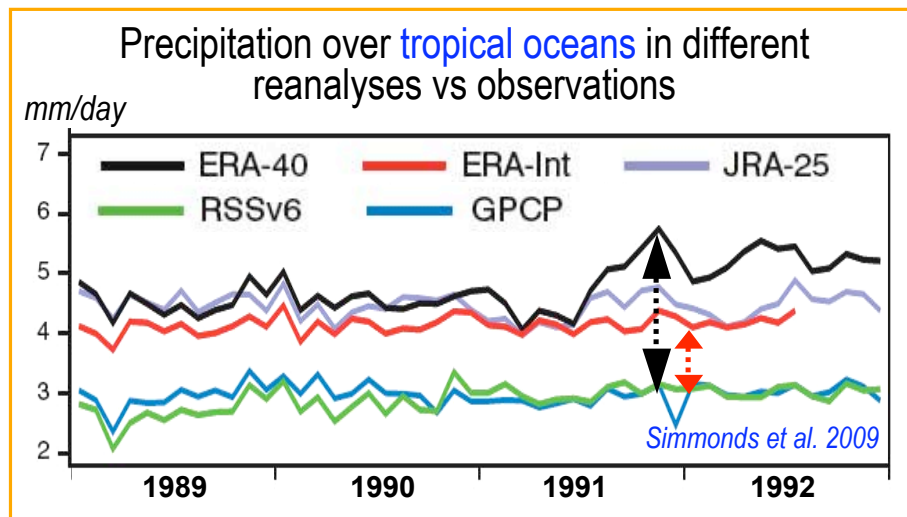 Precipitation over tropical oceans in different
reanalyses vs observations
mm/day
7
ERA-40 ERA-Int JRA-25
6
RSSv6 GPCP
5
4
3
2
Simmonds et al. 2009
1989 1990 1991 1992